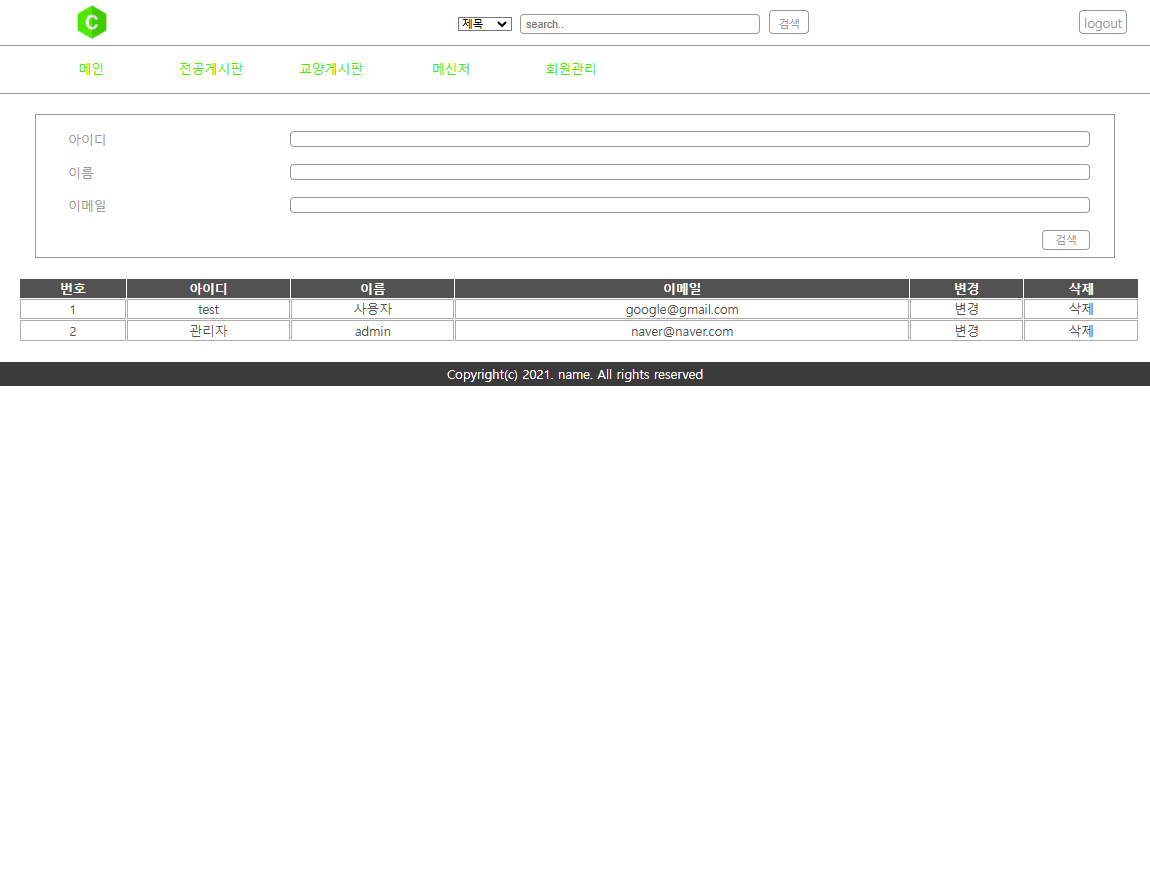 C 제목 search.. 검색 logout
메인 전공게시판 교양게시판 메신저 회원관리
아이디
이름
이메일
검색
번호 아이디 이름 이메일 변경 삭제
1 test 사용자 google@gmail.com 변경 삭제
2 관리자 admin naver@naver.com 변경 삭제
Copyright(c) 2021. name. All rights reserved